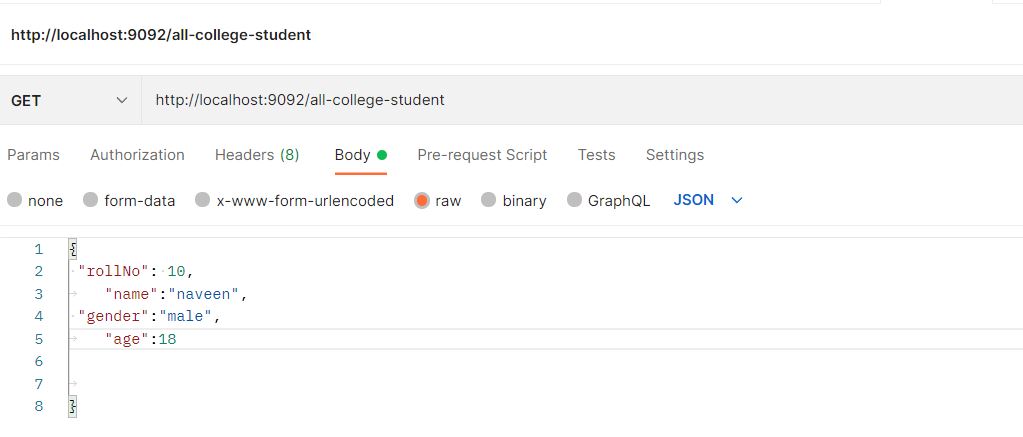 http://localhost:9092/all-college-student
GET http://localhost:9092/all-college-student
Params Authorization Headers (8) Body Pre-request Script Tests Settings
none form-data x-www-form-urlencoded raw binary GraphQL JSON
1 {
2 "rollNo": 10,
3 "name":"naveen",
4 "gender":"male",
5 "age":18
6
7
8 }